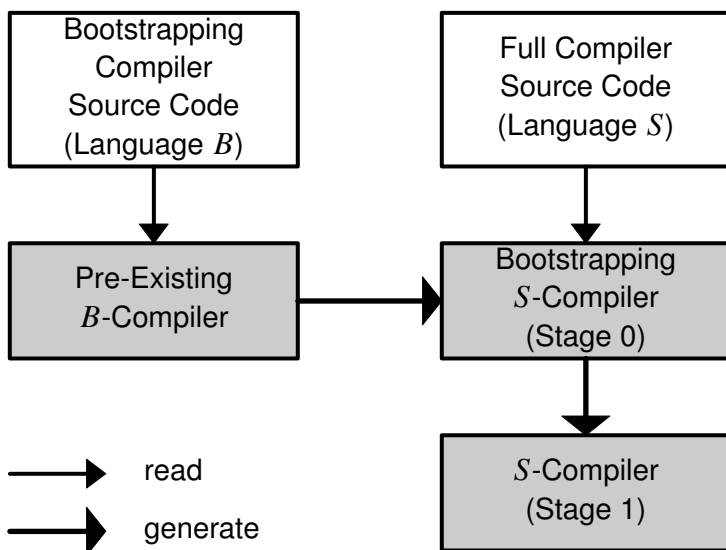 Bootstrapping
Compiler
Source Code
(Language B)
Full Compiler
Source Code
(Language S)
Pre-Existing
B-Compiler
Bootstrapping
S-Compiler
(Stage 0)
S-Compiler
(Stage 1)
read
generate